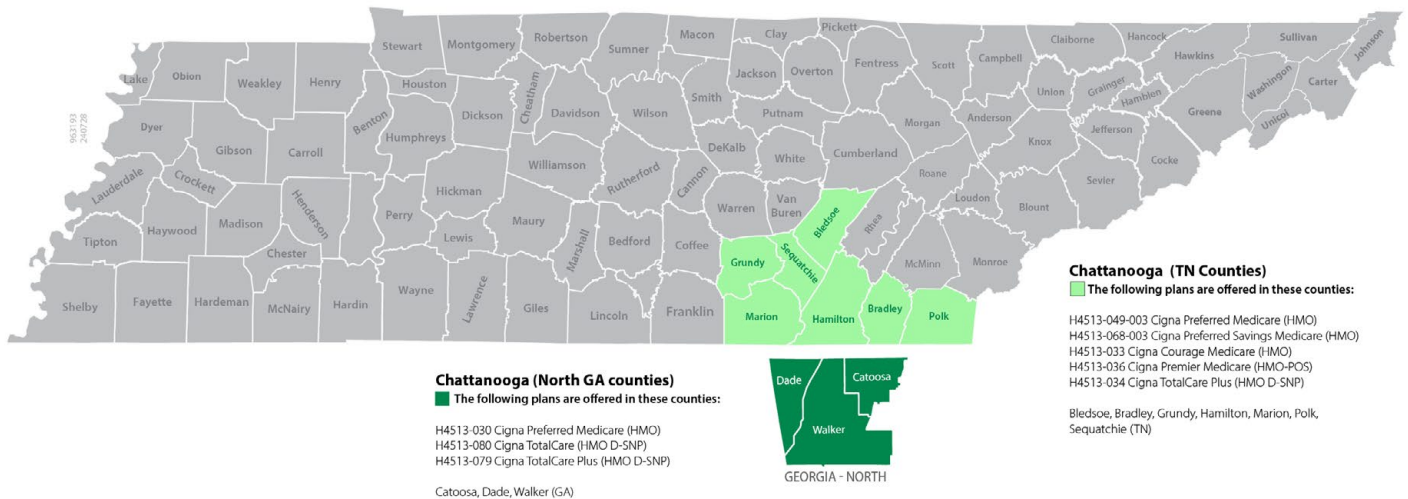 Stewart
Montgomery
Robertson
Sumner
Macon
Clay
Pickett
Claiborne
Hancock
Sullivan
Johnson
Lake
Obion
Weakley
Henry
Houston
Cheatham
Jackson
Overton
Fentress
Scott
Campbell
Hawkins
Union
Grainger
Hamblen
Washingon
Carter
Dyer
Benton
Humphreys
Dickson
Davidson
Wilson
Smith
Putnam
Morgan
Anderson
Greene
Unicoi
963193
240728
Gibson
Carroll
Williamson
Rutherford
Cannon
DeKalb
White
Cumberland
Roane
Knox
Jefferson
Cocke
Lauderdale
Crockett
Henderson
Hickman
Loudon
Blount
Sevier
Tipton
Haywood
Madison
Chester
Perry
Lewis
Maury
Marshall
Bedford
Coffee
Warren
Van
Buren
Bledsoe
Rhea
McMinn
Monroe
Grundy
Sequatchie
Shelby
Fayette
Hardeman
McNairy
Hardin
Wayne
Lawrence
Giles
Lincoln
Franklin
Marion
Hamilton
Bradley
Polk
Chattanooga (TN Counties)
The following plans are offered in these counties:
H4513-049-003 Cigna Preferred Medicare (HMO)
H4513-068-003 Cigna Preferred Savings Medicare (HMO)
H4513-033 Cigna Courage Medicare (HMO)
H4513-036 Cigna Premier Medicare (HMO-POS)
H4513-034 Cigna TotalCare Plus (HMO D-SNP)
Bledsoe, Bradley, Grundy, Hamilton, Marion, Polk,
Sequatchie (TN)
Chattanooga (North GA counties)
The following plans are offered in these counties:
H4513-030 Cigna Preferred Medicare (HMO)
H4513-080 Cigna TotalCare (HMO D-SNP)
H4513-079 Cigna TotalCare Plus (HMO D-SNP)
Catoosa, Dade, Walker (GA)
Dade
Catoosa
Walker
GEORGIA - NORTH